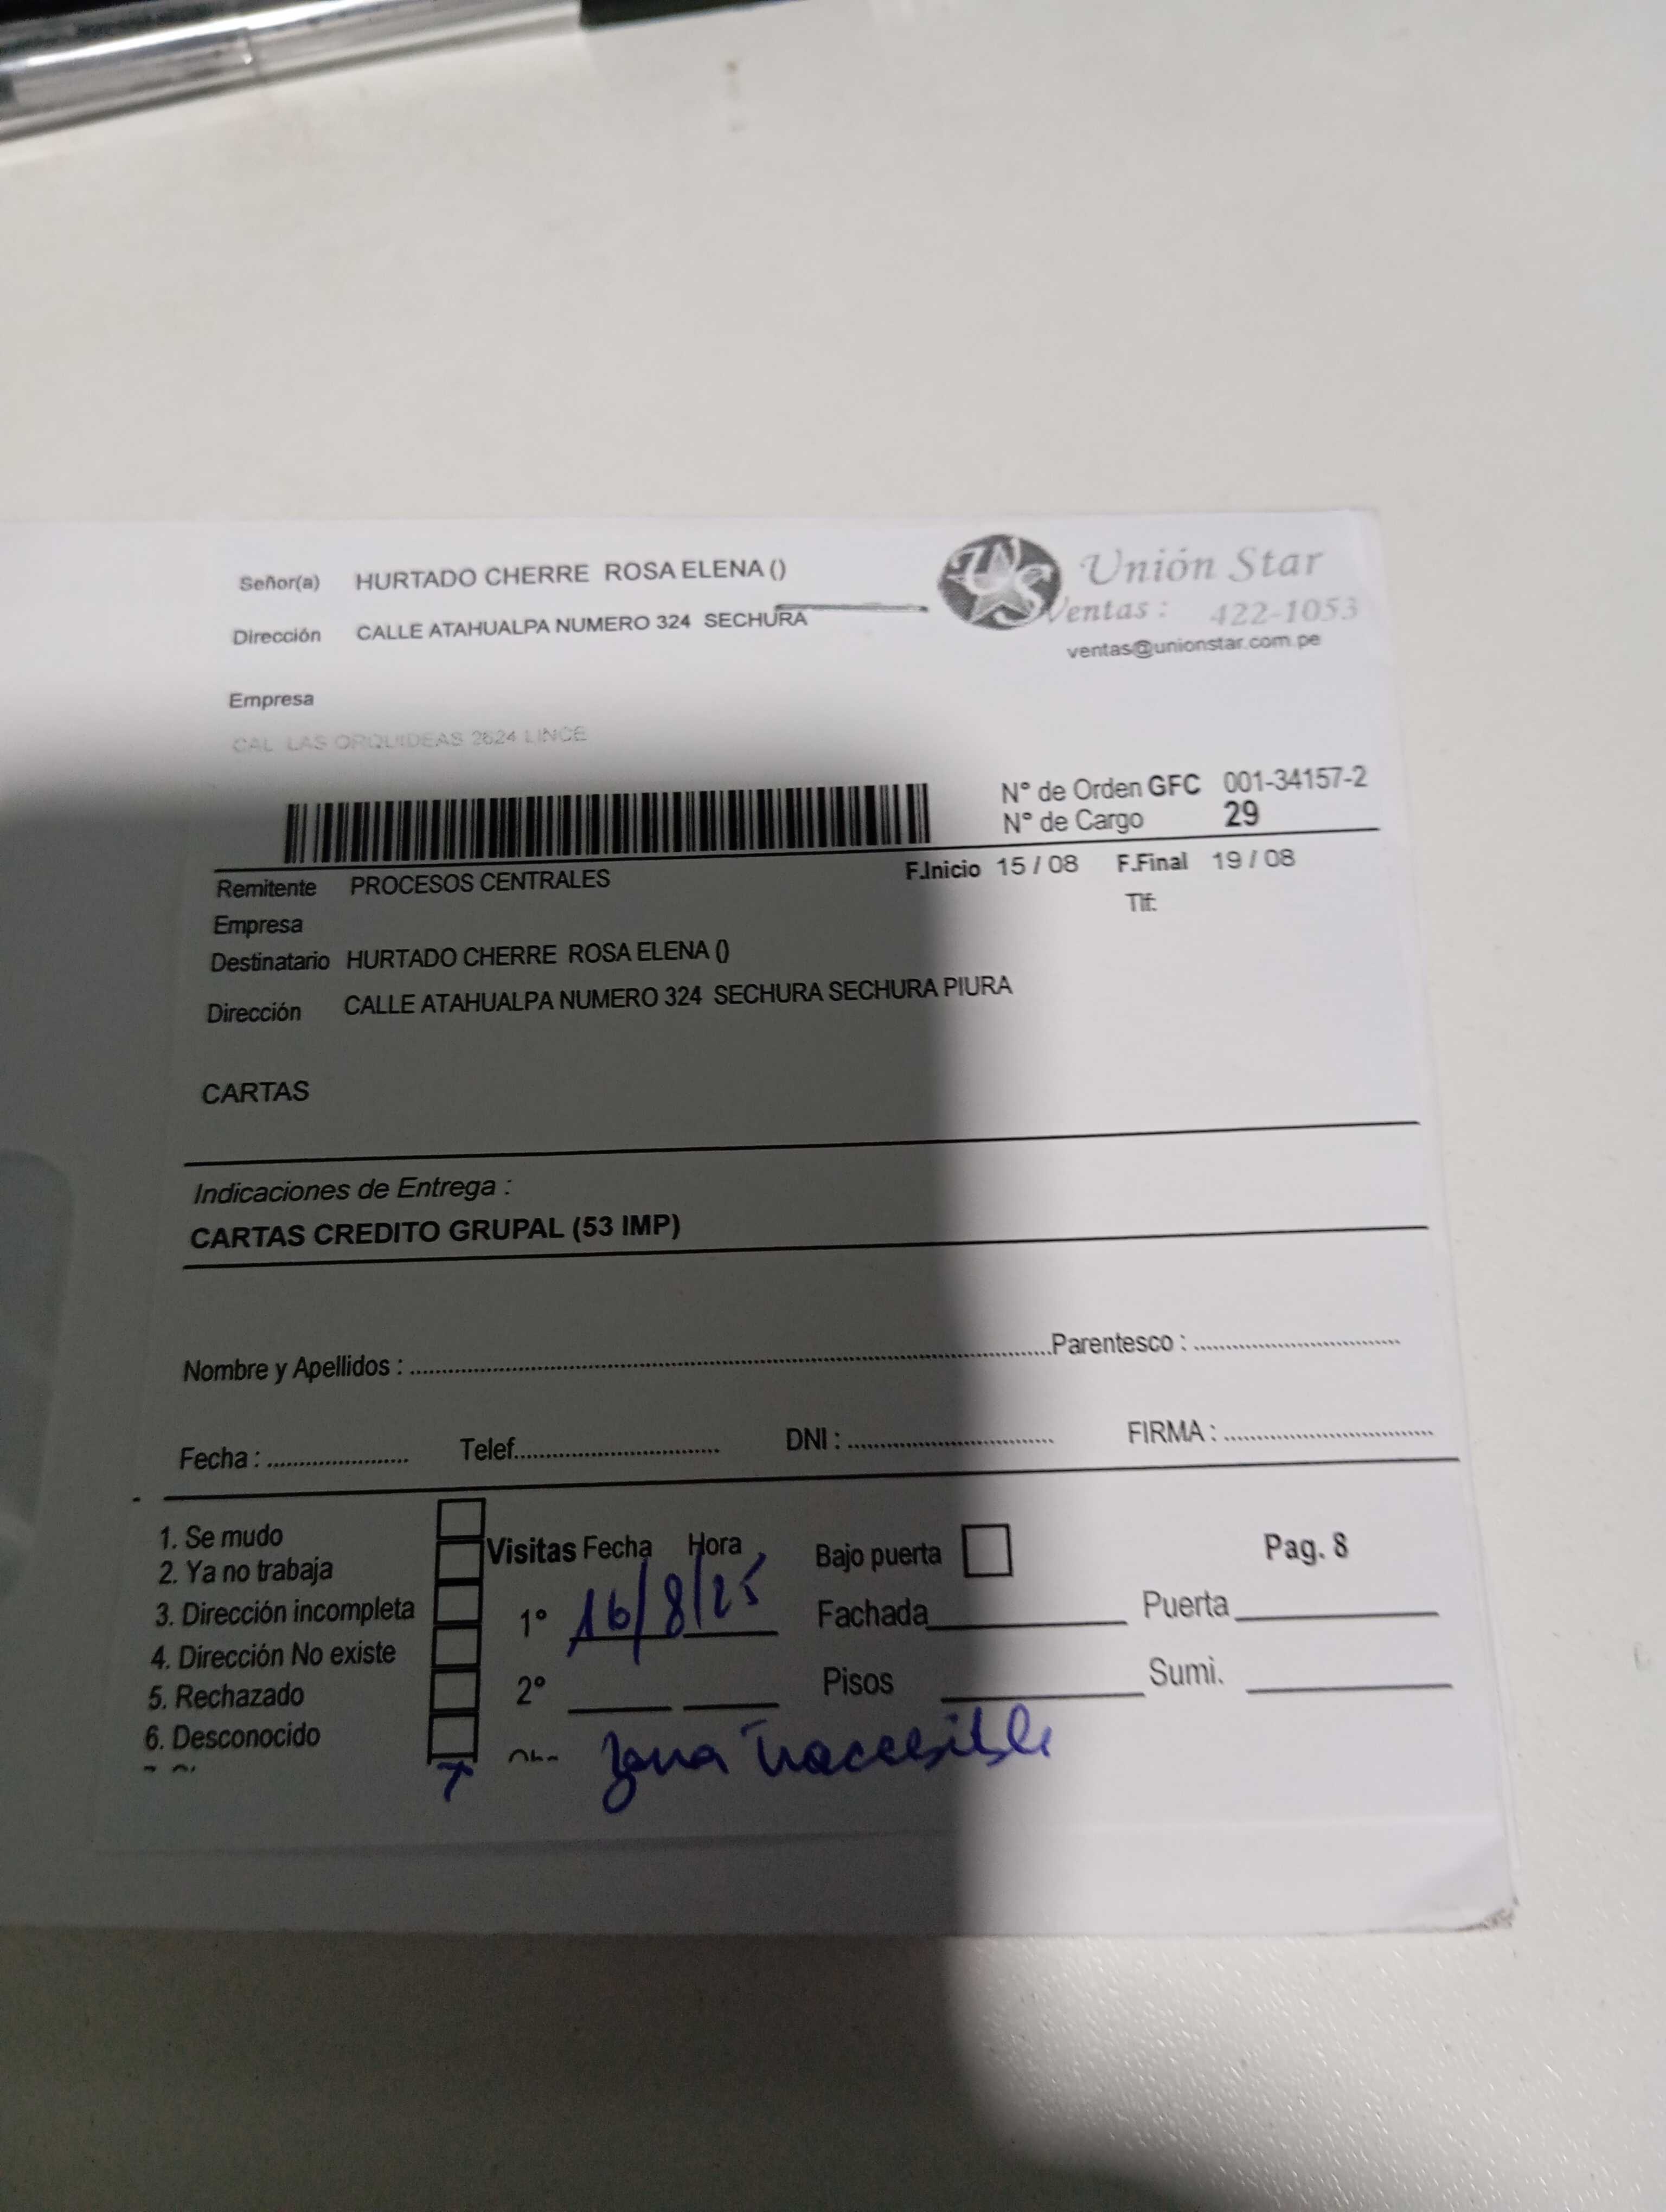 Señor(a) HURTADO CHERRE ROSA ELENA ()
Dirección CALLE ATAHUALPA NUMERO 324 SECHURA
Unión Star
Ventas : 422-1053
ventas@unionstar.com.pe
Empresa
CAL LAS ORQUIDEAS 2624 LINCE
N° de Orden GFC 001-34157-2
N° de Cargo 29
Remitente PROCESOS CENTRALES F.Inicio 15 / 08 F.Final 19 / 08
Empresa Tlf:
Destinatario HURTADO CHERRE ROSA ELENA ()
Dirección CALLE ATAHUALPA NUMERO 324 SECHURA SECHURA PIURA
CARTAS
Indicaciones de Entrega :
CARTAS CREDITO GRUPAL (53 IMP)
Nombre y Apellidos : Parentesco :
Fecha : Telef. DNI : FIRMA :
1. Se mudo
2. Ya no trabaja
3. Dirección incompleta
4. Dirección No existe
5. Rechazado
6. Desconocido
Visitas Fecha Hora Bajo puerta Pag. 8
1° 16/8/25 Fachada Puerta
2° Pisos Sumi.
zona inaccesible